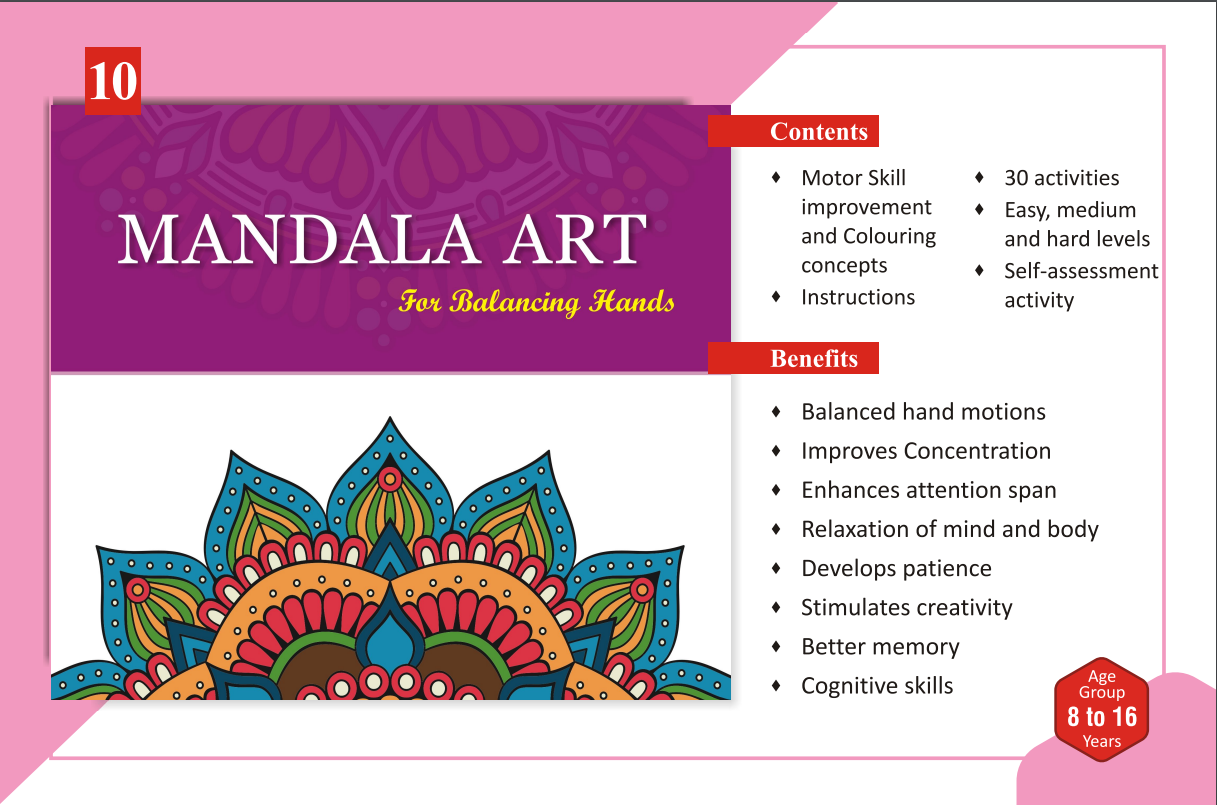 10
MANDALA ART
For Balancing Hands
Contents
♦ Motor Skill
improvement
and Colouring
concepts
♦ Instructions
♦ 30 activities
♦ Easy, medium
and hard levels
♦ Self-assessment
activity
Benefits
♦ Balanced hand motions
♦ Improves Concentration
♦ Enhances attention span
♦ Relaxation of mind and body
♦ Develops patience
♦ Stimulates creativity
♦ Better memory
♦ Cognitive skills
Age
Group
8 to 16
Years